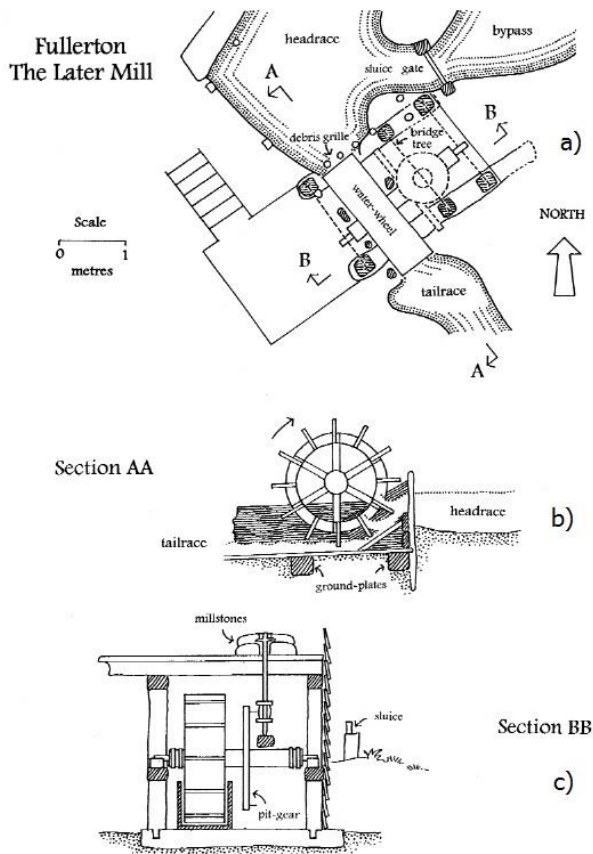 Fullerton
The Later Mill
headrace
bypass
A
sluice gate
B
debris grille
bridge
tree
a)
water-wheel
Scale
0 1
metres
B
NORTH
tailrace
A
Section AA
headrace
b)
tailrace
ground-plates
millstones
sluice
Section BB
c)
pit-gear